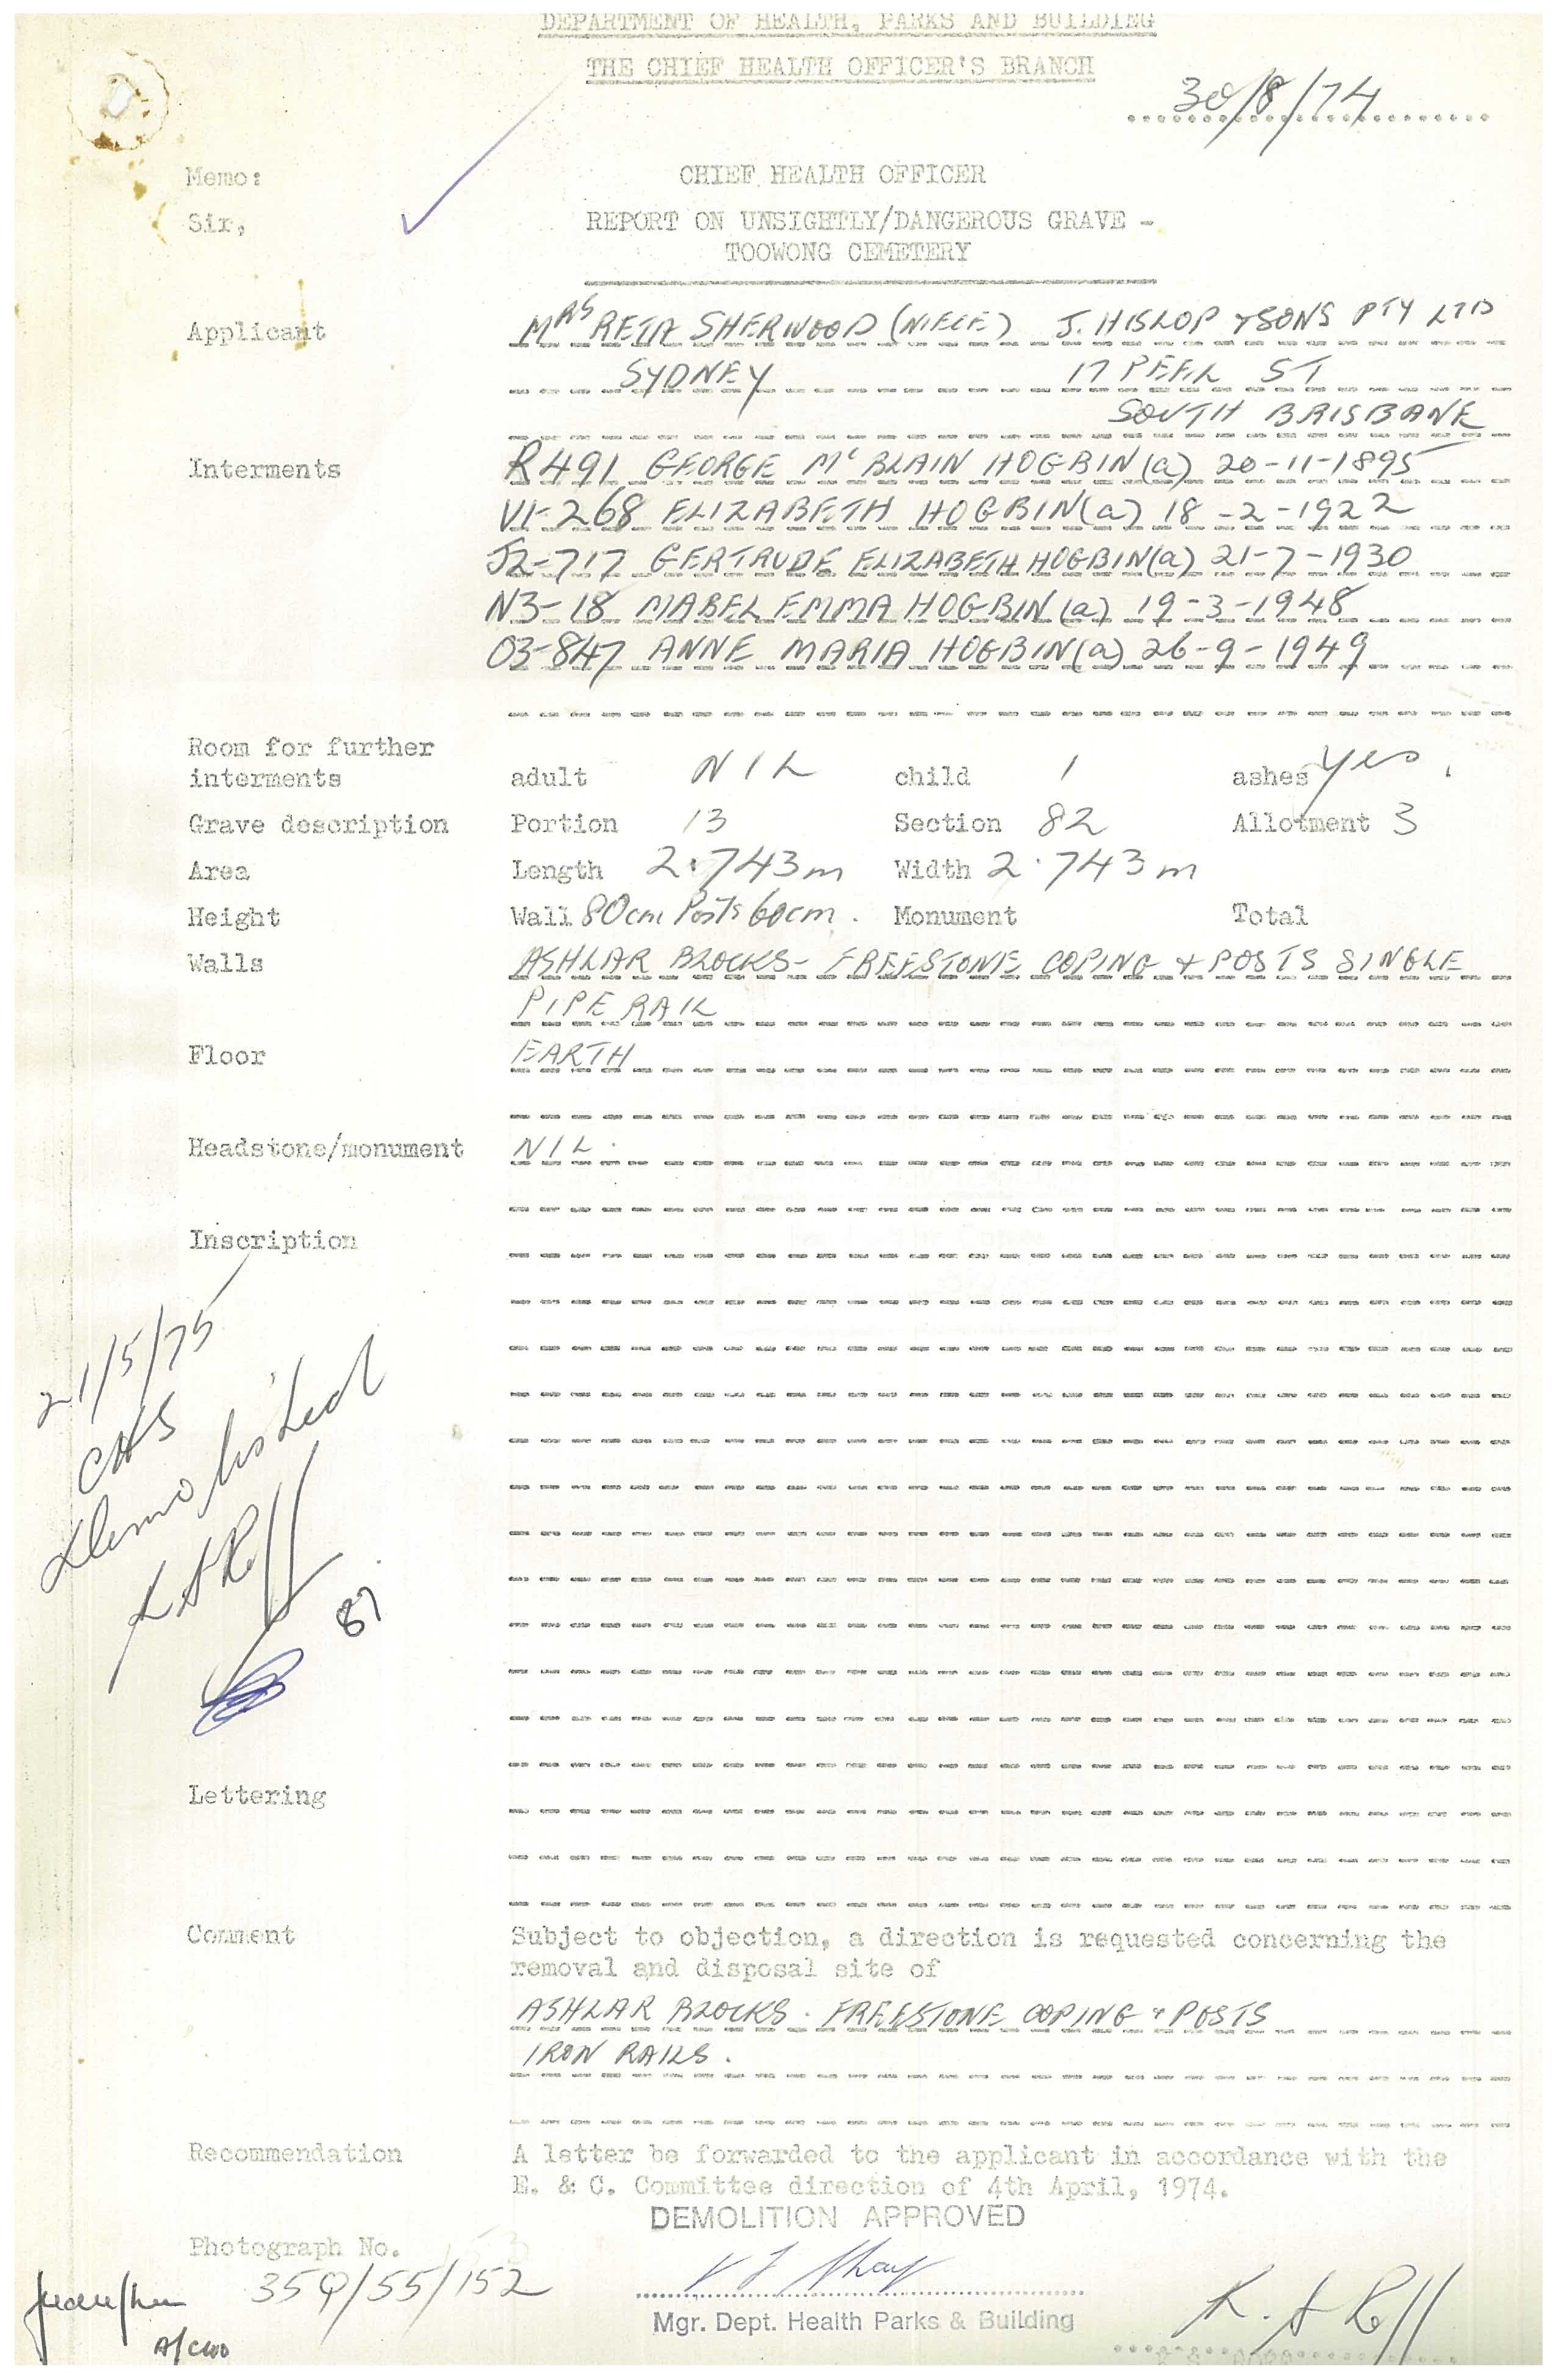 DEPARTMENT OF HEALTH, PARKS AND BUILDING
THE CHIEF HEALTH OFFICER'S BRANCH
30/8/74
Memo: CHIEF HEALTH OFFICER
Sir, REPORT ON UNSIGHTLY/DANGEROUS GRAVE -
TOOWONG CEMETERY
Applicant MRS RETA SHERWOOD (NIECE) J. HISLOP & SONS PTY LTD
SYDNEY 17 PEEL ST
SOUTH BRISBANE
Interments R491 GEORGE Mc BLAIN HOGBIN (a) 20-11-1895
V1-268 ELIZABETH HOGBIN (a) 18-2-1922
J2-717 GERTRUDE ELIZABETH HOGBIN (a) 21-7-1930
N3-18 MABEL EMMA HOGBIN (a) 19-3-1948
O3-847 ANNE MARIA HOGBIN (a) 26-9-1949
Room for further
interments adult NIL child 1 ashes yes.
Grave description Portion 13 Section 82 Allotment 3
Area Length 2.743m Width 2.743m
Height Wall 80cm Posts 60cm. Monument Total
Walls ASHLAR BLOCKS - FREESTONE COPING & POSTS SINGLE
PIPE RAIL
Floor EARTH
Headstone/monument NIL.
Inscription
21/5/75
CHS
Demolished
K A Roff
87
Lettering
Comment Subject to objection, a direction is requested concerning the
removal and disposal site of
ASHLAR BLOCKS. FREESTONE COPING & POSTS
IRON RAILS.
Recommendation A letter be forwarded to the applicant in accordance with the
E. & C. Committee direction of 4th April, 1974.
DEMOLITION APPROVED
Photograph No.
35Q/55/152
Mgr. Dept. Health Parks & Building
K. A Roff
A/CHO